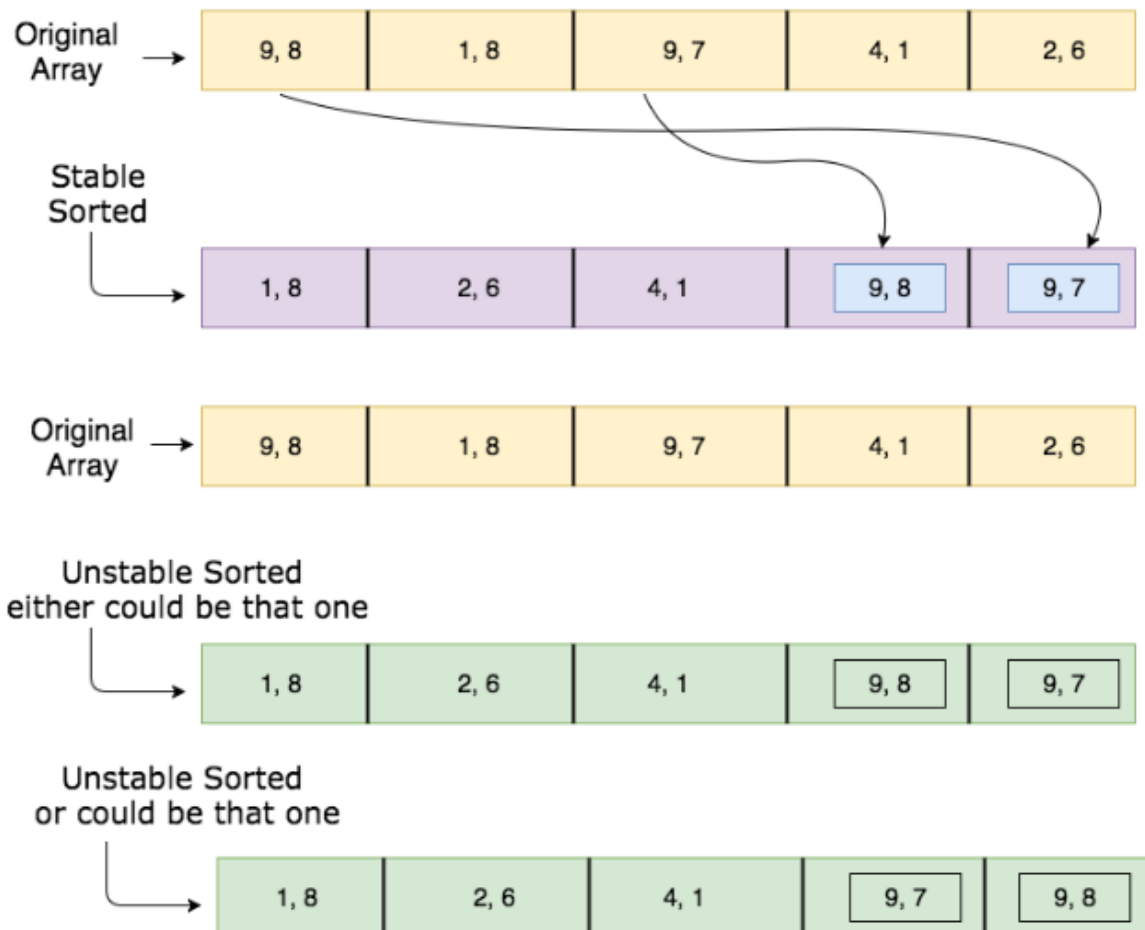 Original
Array
9, 8 1, 8 9, 7 4, 1 2, 6
Stable
Sorted
1, 8 2, 6 4, 1 9, 8 9, 7
Original
Array
9, 8 1, 8 9, 7 4, 1 2, 6
Unstable Sorted
either could be that one
1, 8 2, 6 4, 1 9, 8 9, 7
Unstable Sorted
or could be that one
1, 8 2, 6 4, 1 9, 7 9, 8